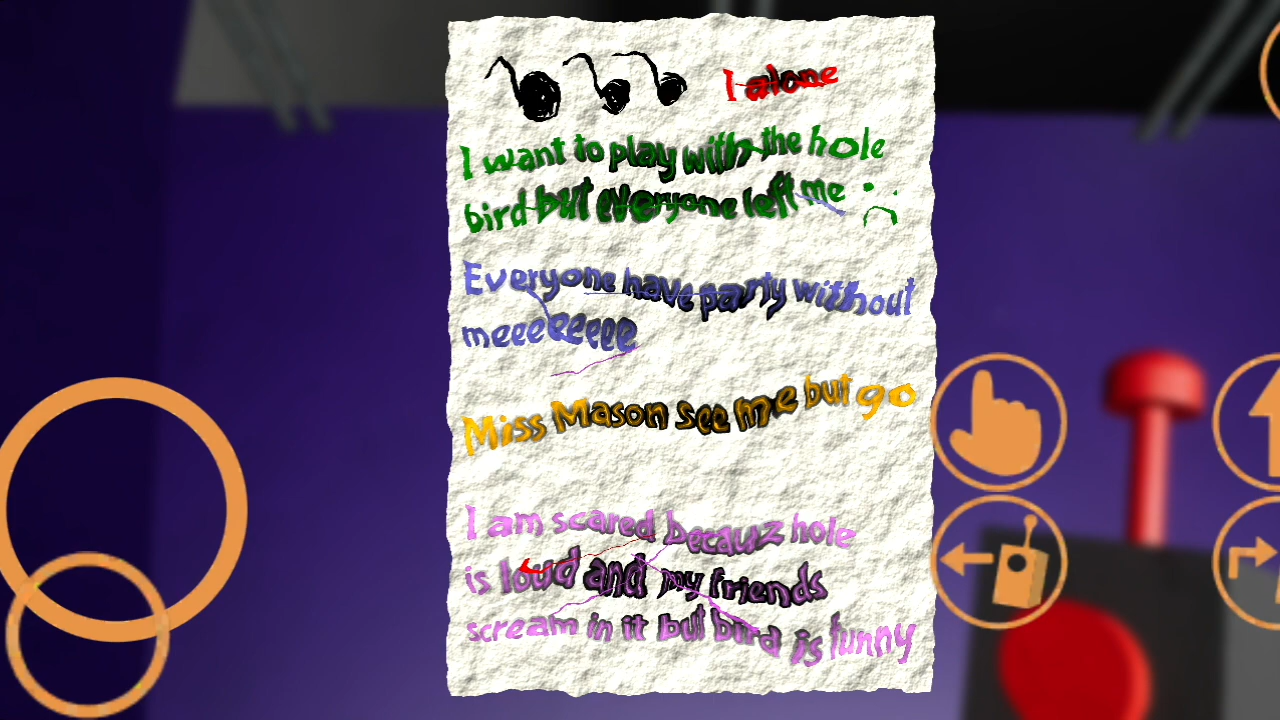 I alone
I want to play with the hole
bird but everyone left me :(
Everyone have party without
meeeeeeee
Miss Mason see me but go
I am scared becauz hole
is loud and my friends
scream in it but bird is funny